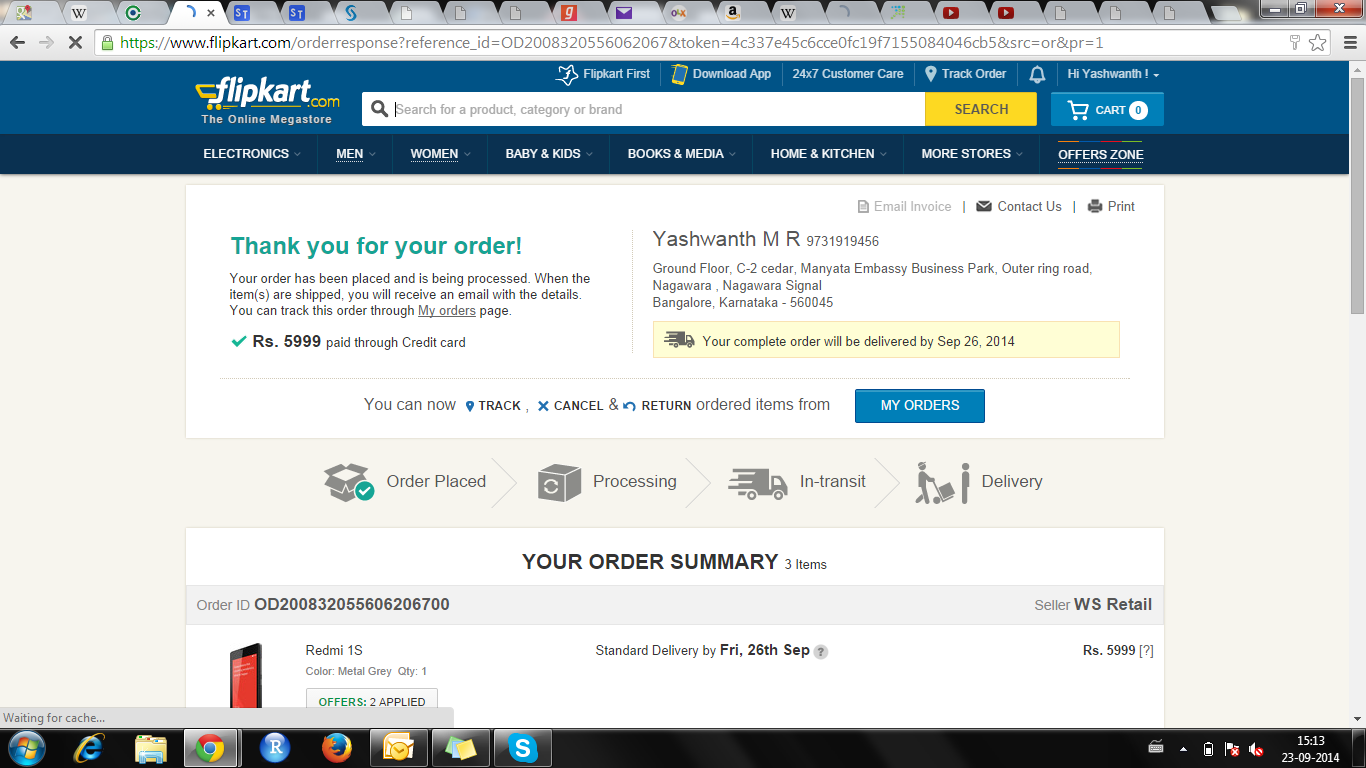 https://www.flipkart.com/orderresponse?reference_id=OD2008320556062067&token=4c337e45c6cce0fc19f7155084046cb5&src=or&pr=1
Flipkart First
Download App
24x7 Customer Care
Track Order
Hi Yashwanth !
flipkart.com
The Online Megastore
Search for a product, category or brand
SEARCH
CART 0
ELECTRONICS
MEN
WOMEN
BABY & KIDS
BOOKS & MEDIA
HOME & KITCHEN
MORE STORES
OFFERS ZONE
Email Invoice | Contact Us | Print
Thank you for your order!
Your order has been placed and is being processed. When the
item(s) are shipped, you will receive an email with the details.
You can track this order through My orders page.
Rs. 5999 paid through Credit card
Yashwanth M R 9731919456
Ground Floor, C-2 cedar, Manyata Embassy Business Park, Outer ring road,
Nagawara , Nagawara Signal
Bangalore, Karnataka - 560045
Your complete order will be delivered by Sep 26, 2014
You can now TRACK , CANCEL & RETURN ordered items from
MY ORDERS
Order Placed
Processing
In-transit
Delivery
YOUR ORDER SUMMARY 3 Items
Order ID OD200832055606206700
Seller WS Retail
Redmi 1S
Color: Metal Grey Qty: 1
OFFERS: 2 APPLIED
Standard Delivery by Fri, 26th Sep ?
Rs. 5999 [?]
Waiting for cache...
15:13
23-09-2014